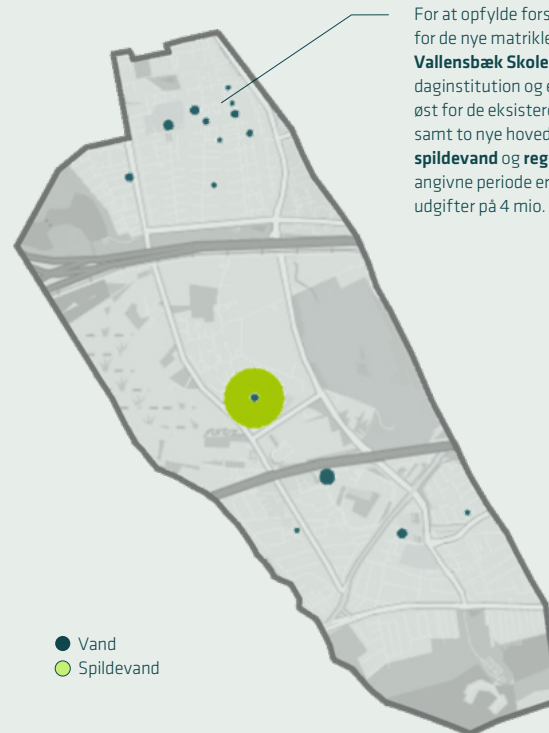 For at opfylde fors
for de nye matrikle
Vallensbæk Skole
daginstitution og e
øst for de eksistere
samt to nye hoved
spildevand og reg
angivne periode er
udgifter på 4 mio.
Vand
Spildevand